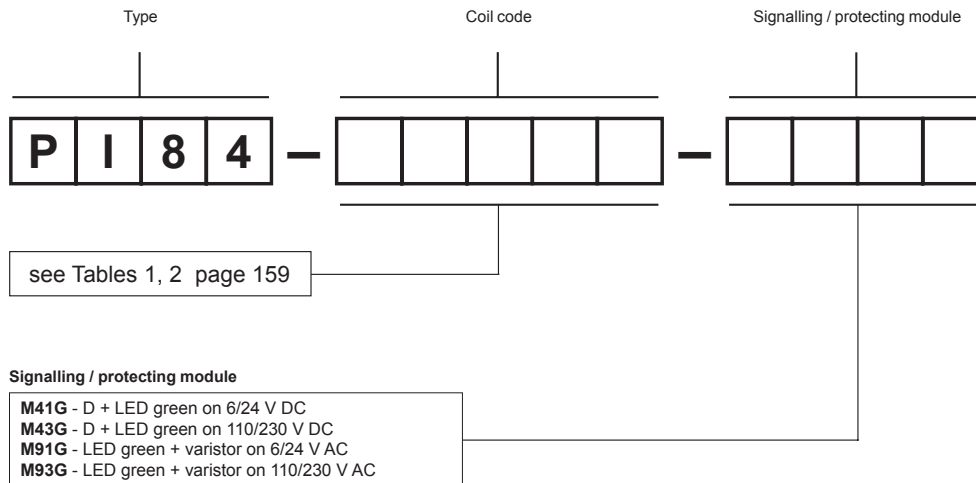 Type Coil code Signalling / protecting module
P I 8 4 – –
see Tables 1, 2 page 159
Signalling / protecting module
M41G - D + LED green on 6/24 V DC
M43G - D + LED green on 110/230 V DC
M91G - LED green + varistor on 6/24 V AC
M93G - LED green + varistor on 110/230 V AC